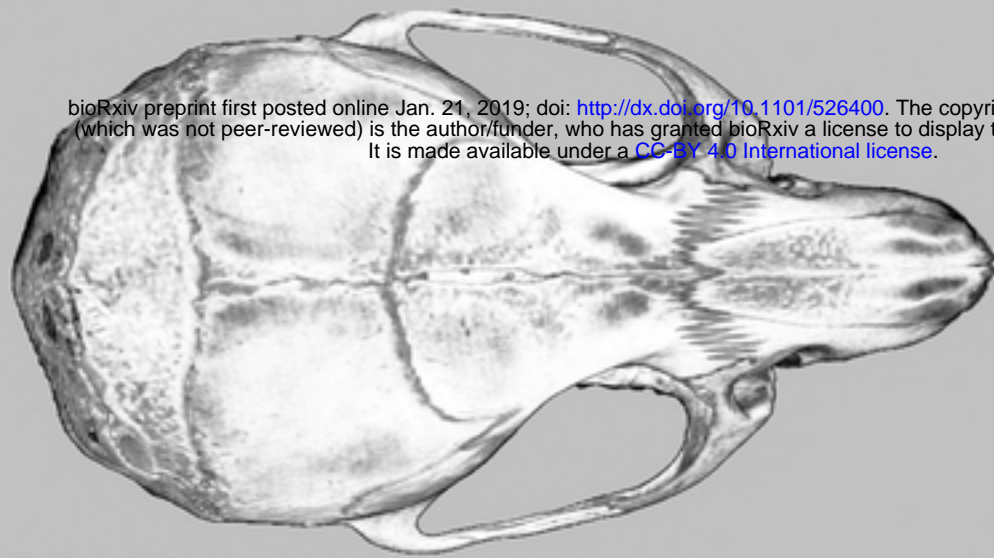 bioRxiv preprint first posted online Jan. 21, 2019; doi: http://dx.doi.org/10.1101/526400. The copyri
(which was not peer-reviewed) is the author/funder, who has granted bioRxiv a license to display t
It is made available under a CC-BY 4.0 International license.